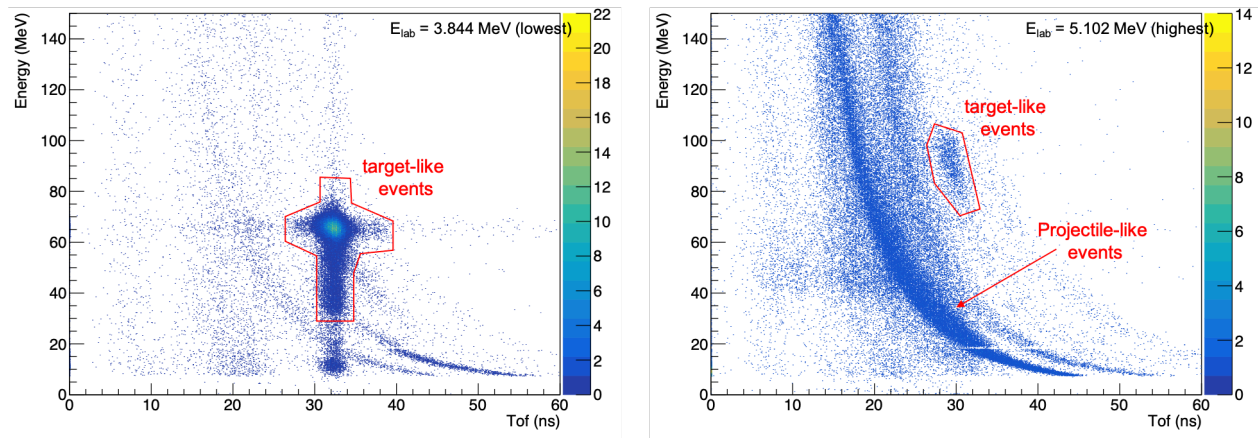 Energy (MeV)
140
120
100
80
60
40
20
0
0 10 20 30 40 50 60
Tof (ns)
E_lab = 3.844 MeV (lowest)
target-like
events
22
20
18
16
14
12
10
8
6
4
2
0
Energy (MeV)
140
120
100
80
60
40
20
0
0 10 20 30 40 50 60
Tof (ns)
E_lab = 5.102 MeV (highest)
target-like
events
Projectile-like
events
14
12
10
8
6
4
2
0